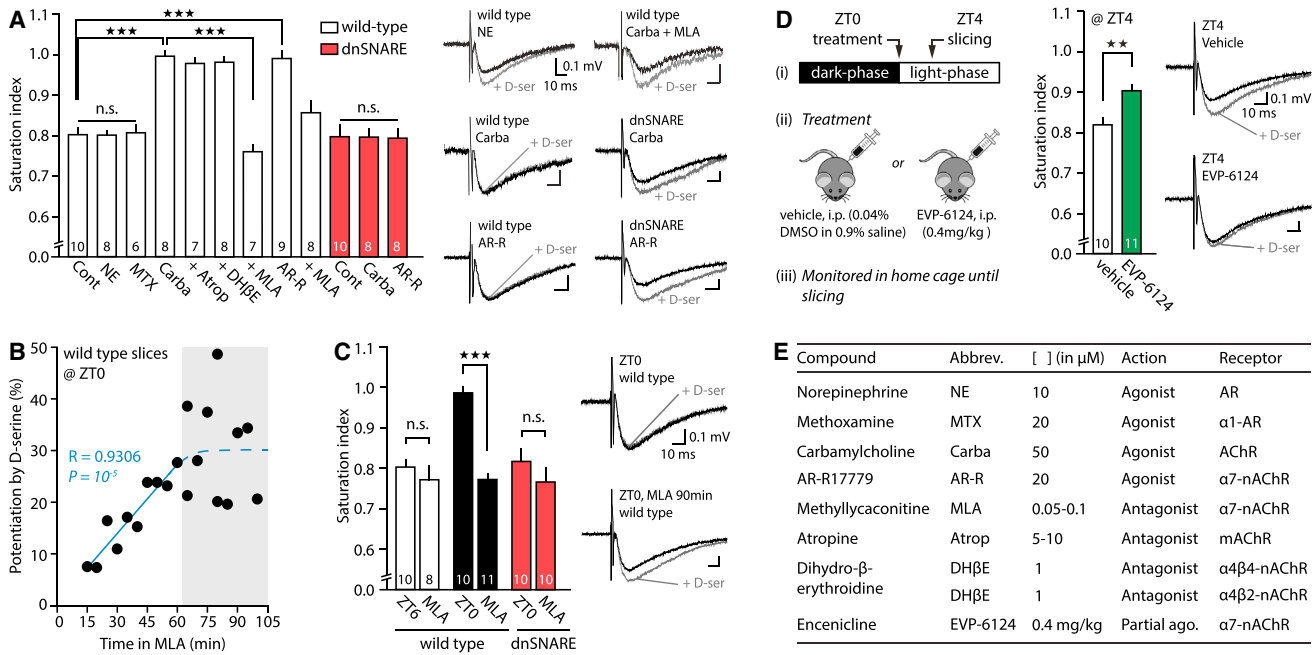 A
Saturation index
1.1
1.0
0.9
0.8
0.7
0.6
0.0
★★★
★★★ ★★★
n.s.
n.s.
wild-type
dnSNARE
10 8 6 8 7 8 7 9 8 10 8 8
Cont NE MTX Carba + Atrop + DHβE + MLA AR-R + MLA Cont Carba AR-R
wild type
NE
0.1 mV
10 ms
+ D-ser
wild type
Carba + MLA
+ D-ser
wild type
Carba
+ D-ser
dnSNARE
Carba
+ D-ser
wild type
AR-R
+ D-ser
dnSNARE
AR-R
+ D-ser
B
Potentiation by D-serine (%)
50
40
30
20
10
0
wild type slices
@ ZT0
R = 0.9306
P = 10-5
0 15 30 45 60 75 90 105
Time in MLA (min)
C
Saturation index
1.1
1.0
0.9
0.8
0.7
0.6
0.0
n.s.
★★★
n.s.
10 8 10 11 10 10
ZT6 MLA ZT0 MLA ZT0 MLA
wild type dnSNARE
ZT0
wild type
+ D-ser
0.1 mV
10 ms
ZT0, MLA 90min
wild type
+ D-ser
D
ZT0 ZT4
treatment slicing
(i) dark-phase light-phase
(ii) Treatment
or
vehicle, i.p. (0.04%
DMSO in 0.9% saline)
EVP-6124, i.p.
(0.4mg/kg )
(iii) Monitored in home cage until
slicing
Saturation index
1.1
1.0
0.9
0.8
0.7
0.6
0.0
@ ZT4
★★
10 11
vehicle EVP-6124
ZT4
Vehicle
0.1 mV
10 ms
+ D-ser
ZT4
EVP-6124
+ D-ser
E
Compound Abbrev. [ ] (in µM) Action Receptor
Norepinephrine NE 10 Agonist AR
Methoxamine MTX 20 Agonist α1-AR
Carbamylcholine Carba 50 Agonist AChR
AR-R17779 AR-R 20 Agonist α7-nAChR
Methyllycaconitine MLA 0.05-0.1 Antagonist α7-nAChR
Atropine Atrop 5-10 Antagonist mAChR
Dihydro-β- DHβE 1 Antagonist α4β4-nAChR
erythroidine
DHβE 1 Antagonist α4β2-nAChR
Encenicline EVP-6124 0.4 mg/kg Partial ago. α7-nAChR